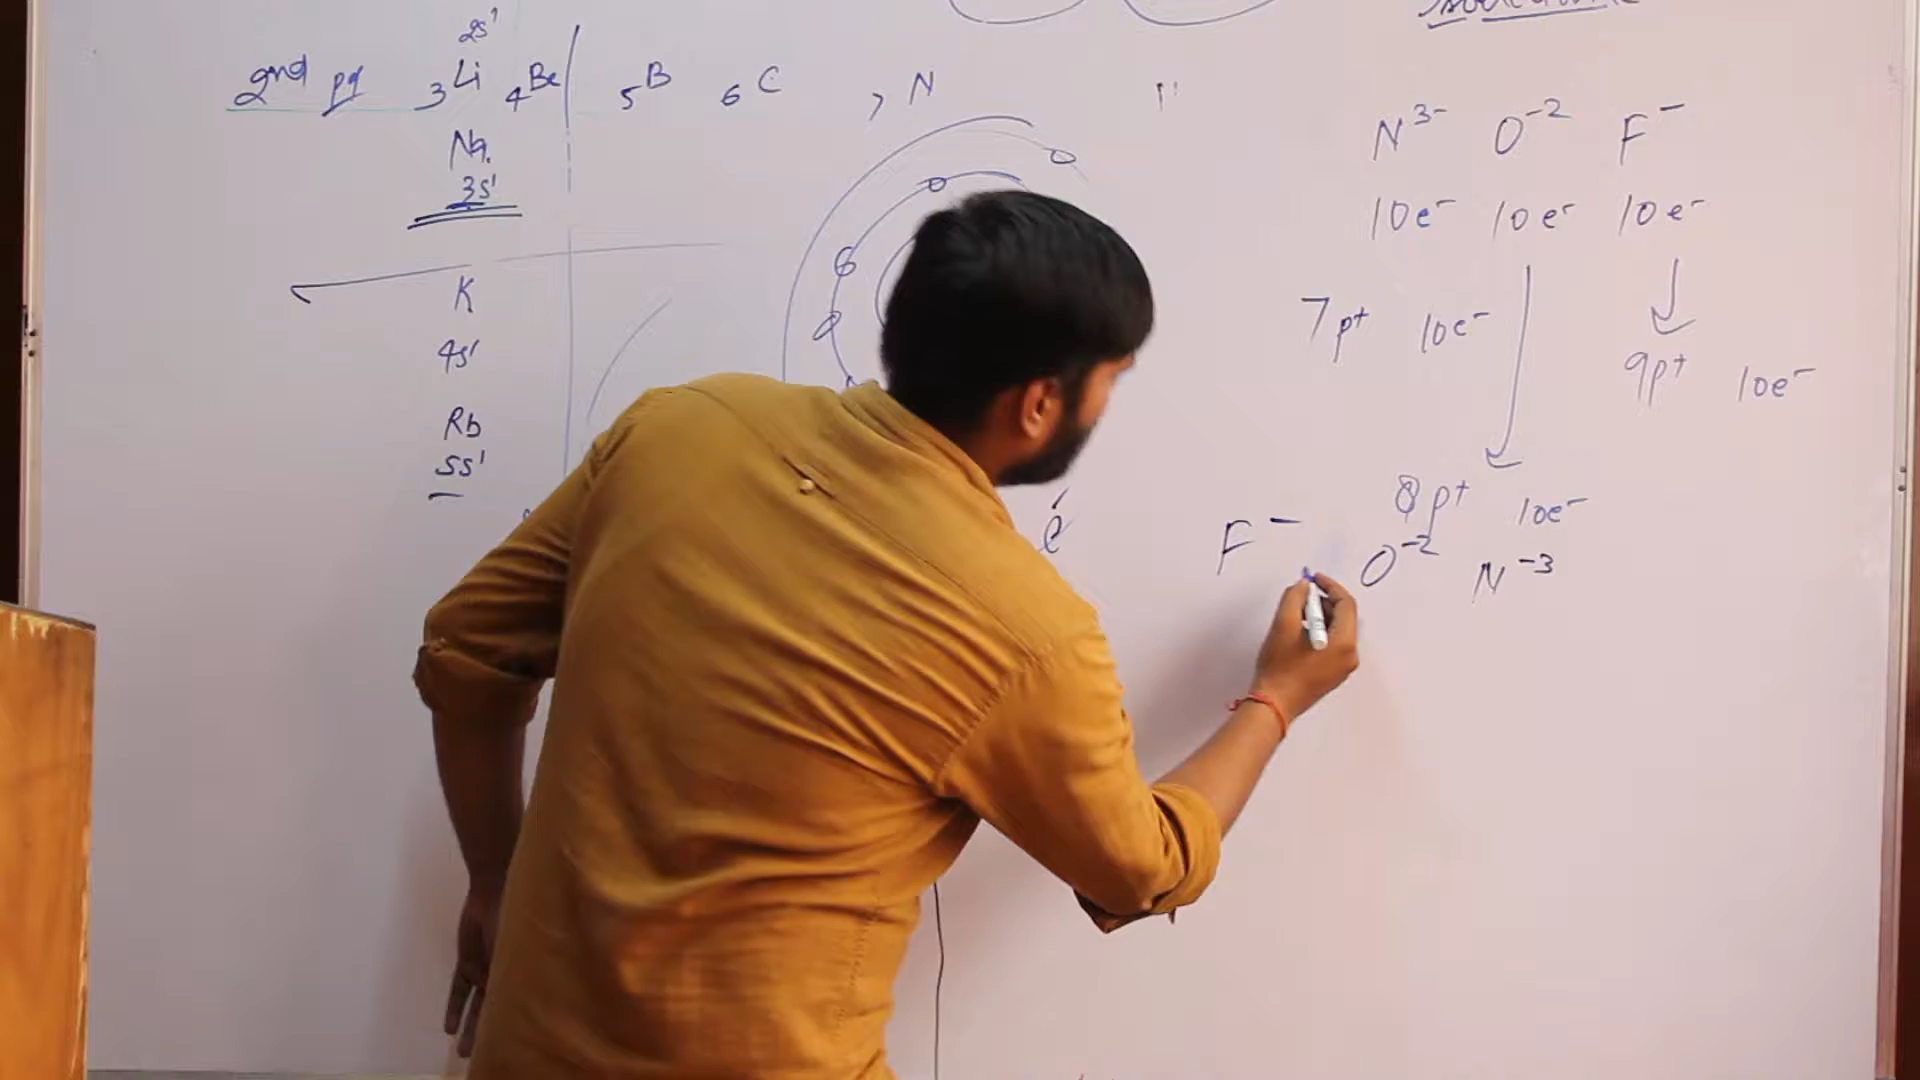 2s¹
2nd pd ₃Li ₄Be ₅B ₆C ₇N
Na
3s¹
K
4s¹
Rb
5s¹
N³⁻ O⁻² F⁻
10e⁻ 10e⁻ 10e⁻
7p⁺ 10e⁻
9p⁺ 10e⁻
8p⁺ 10e⁻
F⁻ O⁻² N⁻³